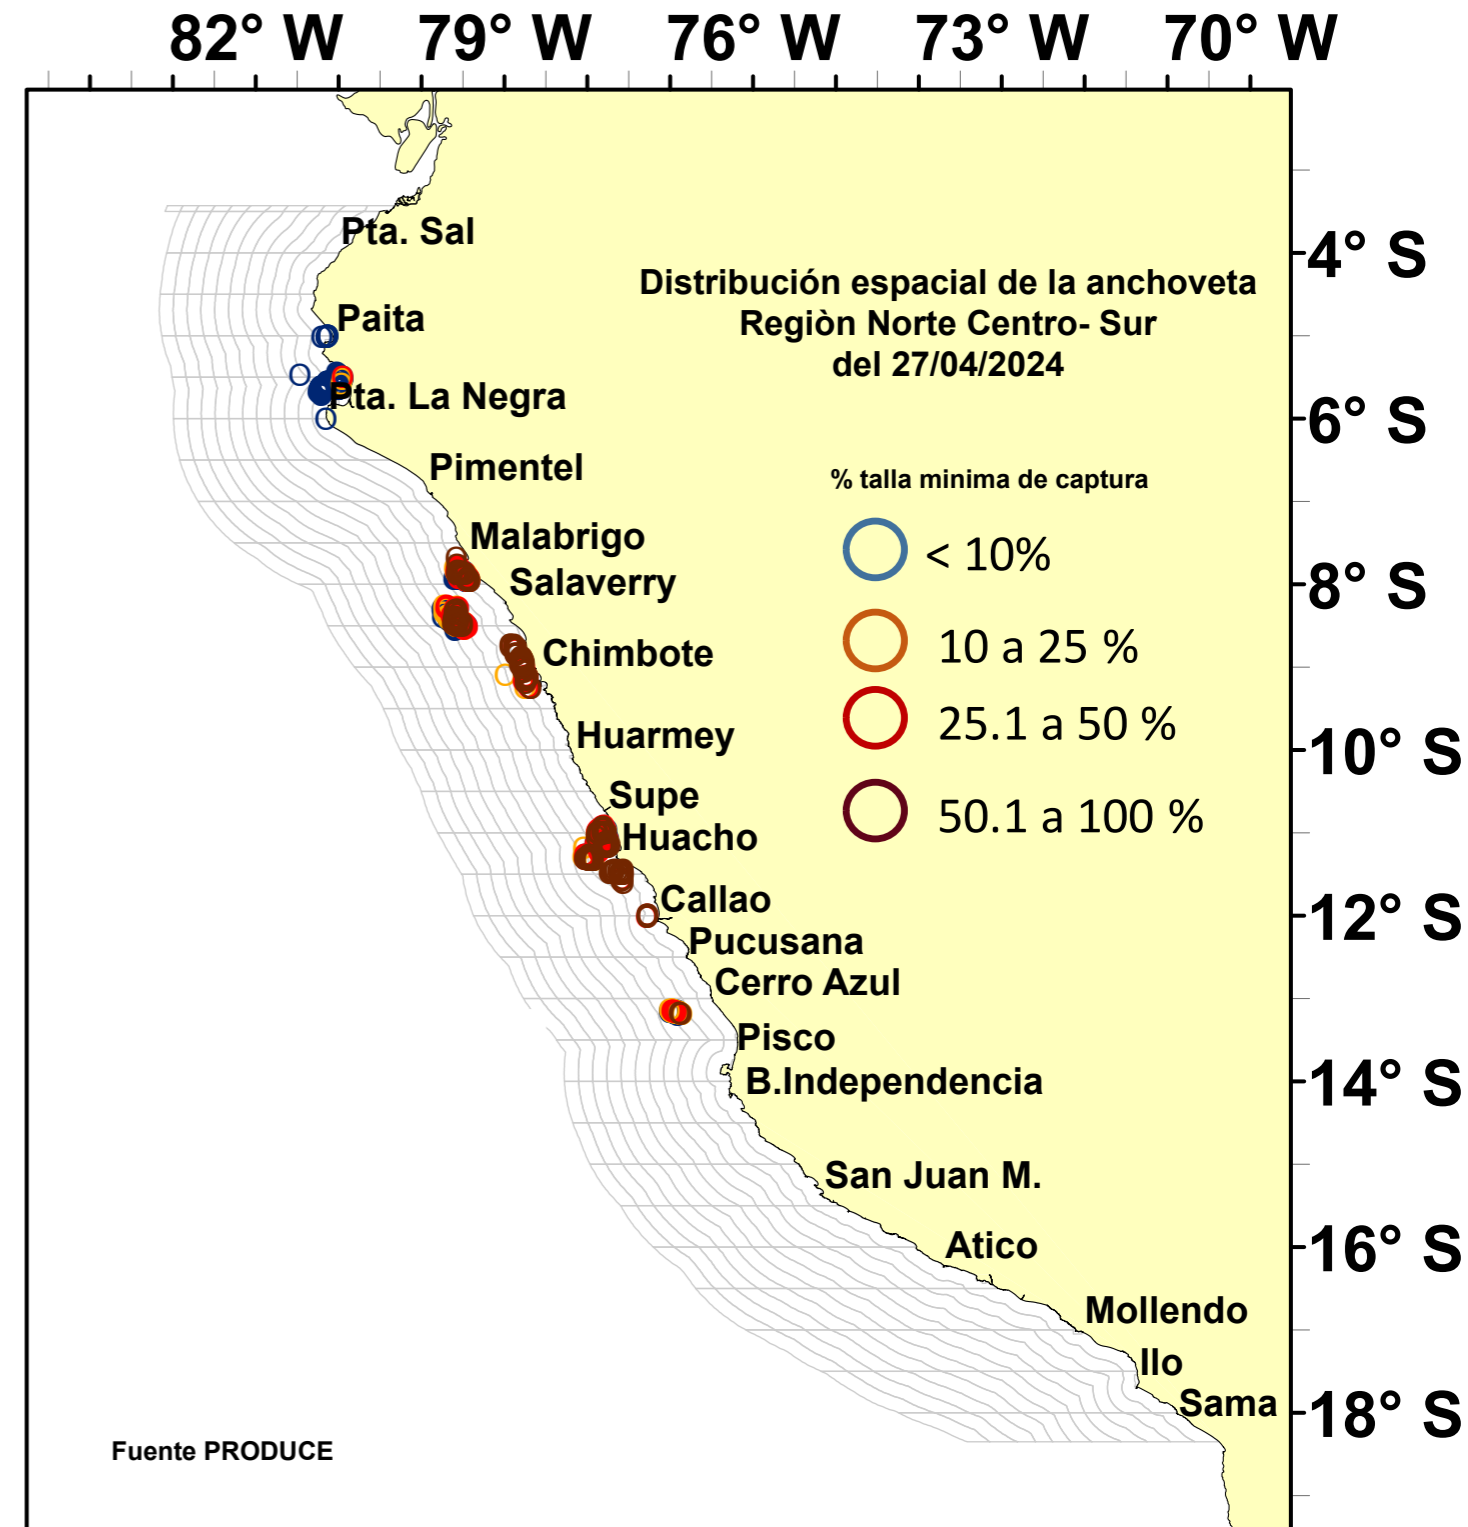 82° W 79° W 76° W 73° W 70° W
Pta. Sal
4° S
Distribución espacial de la anchoveta
Regiòn Norte Centro- Sur
del 27/04/2024
Paita
Pta. La Negra
6° S
Pimentel
% talla minima de captura
Malabrigo
< 10%
Salaverry
8° S
Chimbote
10 a 25 %
25.1 a 50 %
Huarmey
10° S
Supe
50.1 a 100 %
Huacho
Callao
12° S
Pucusana
Cerro Azul
Pisco
B.Independencia
14° S
San Juan M.
Atico
16° S
Mollendo
Ilo
Sama
18° S
Fuente PRODUCE